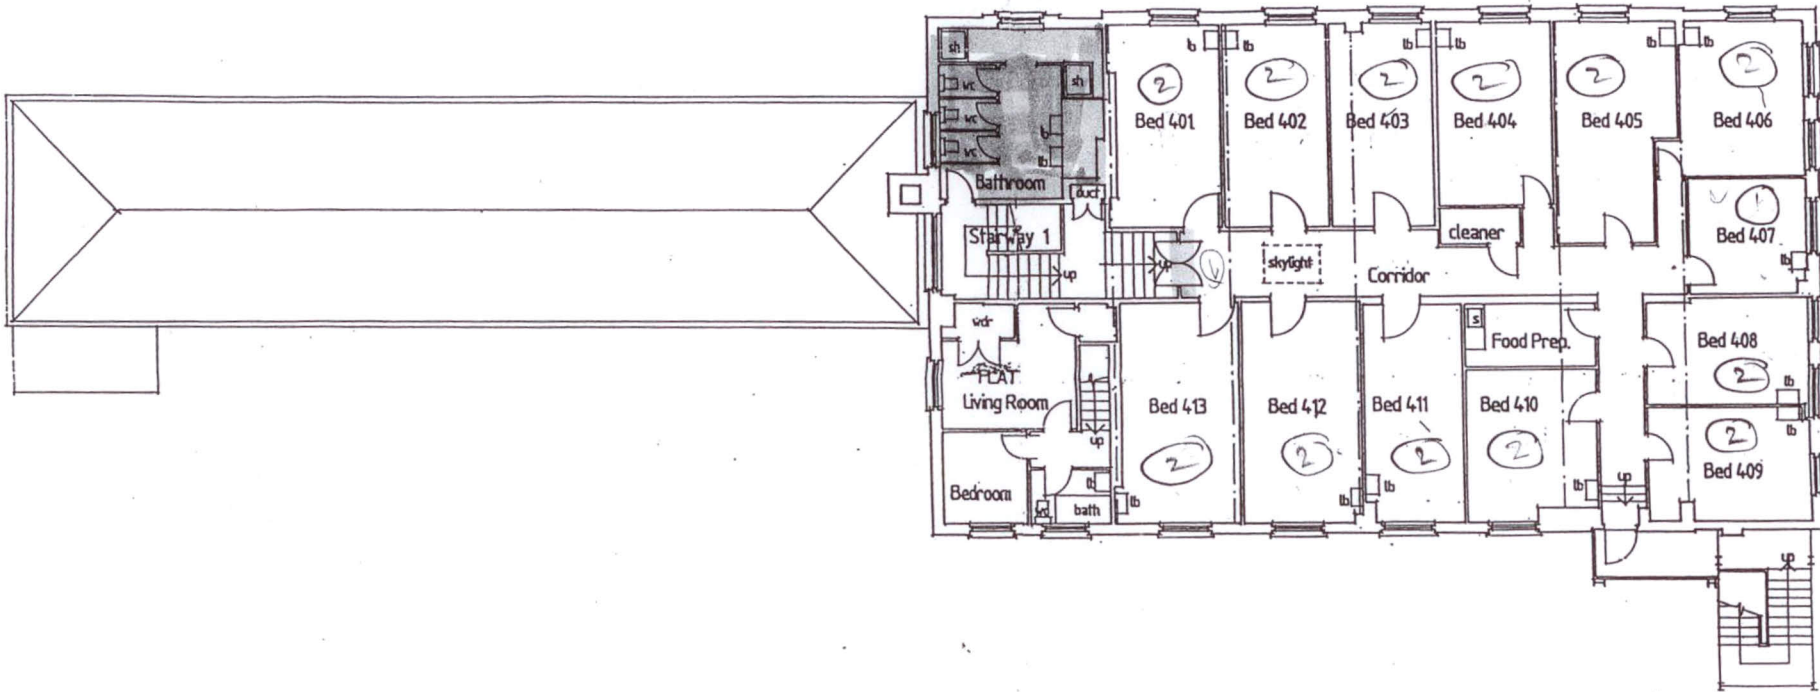 sh
wc
wc
wc
sh
lb
lb
Bathroom
duct
Stairway 1
up
up
lb
2
Bed 401
lb
2
Bed 402
lb
2
Bed 403
lb
2
Bed 404
lb
2
Bed 405
lb
2
Bed 406
1
Bed 407
lb
cleaner
skylight
Corridor
wdr
FLAT
Living Room
up
Bedroom
wc
lb
bath
Bed 413
2
lb
Bed 412
2
lb
Bed 411
2
lb
s
Food Prep.
Bed 410
2
lb
Bed 408
2
lb
lb
2
Bed 409
up
up